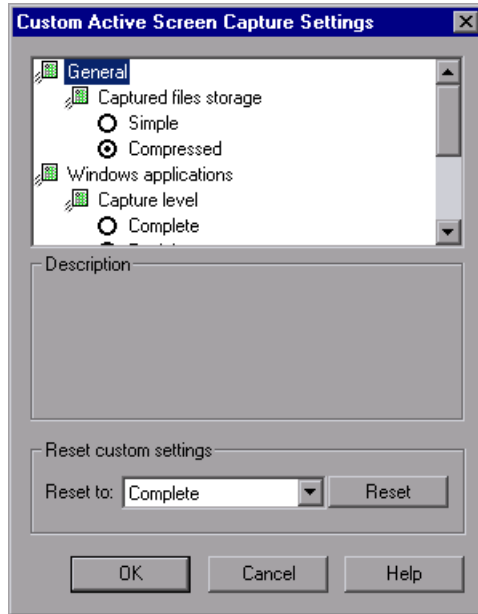 Custom Active Screen Capture Settings
General
Captured files storage
Simple
Compressed
Windows applications
Capture level
Complete
Description
Reset custom settings
Reset to: Complete Reset
OK Cancel Help